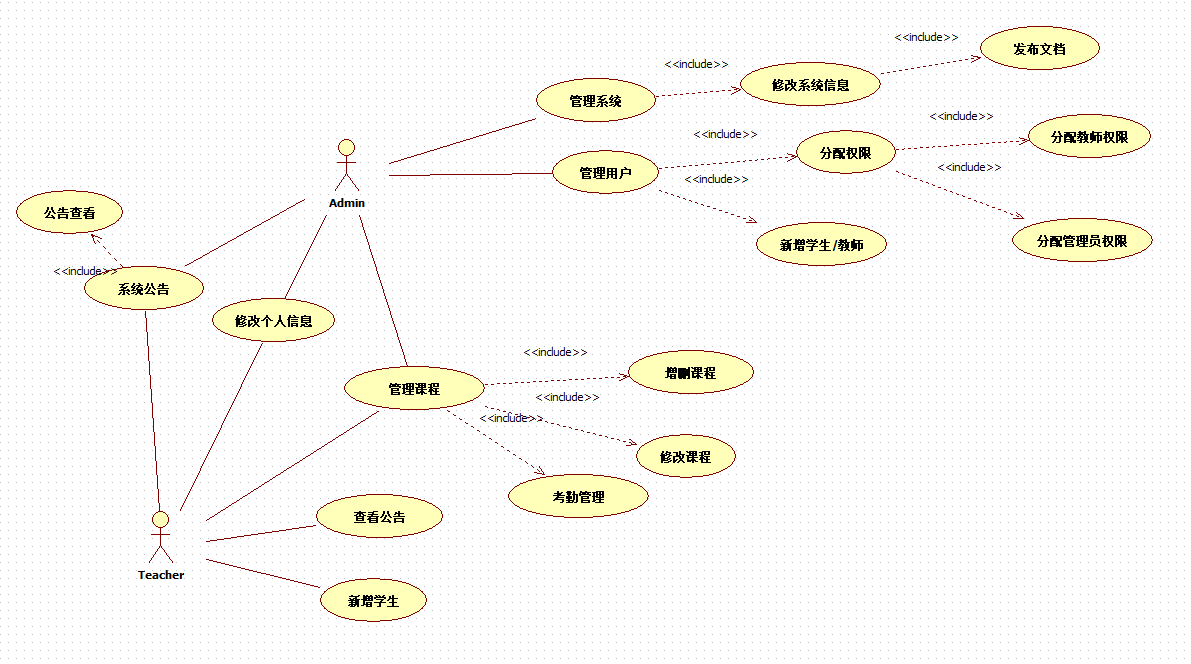 <<include>>
发布文档
<<include>>
修改系统信息
管理系统
<<include>>
分配教师权限
<<include>>
分配权限
<<include>>
管理用户
<<include>>
Admin
公告查看
新增学生/教师
分配管理员权限
<<include>>
系统公告
修改个人信息
<<include>>
增删课程
管理课程
<<include>>
<<include>>
修改课程
考勤管理
查看公告
Teacher
新增学生